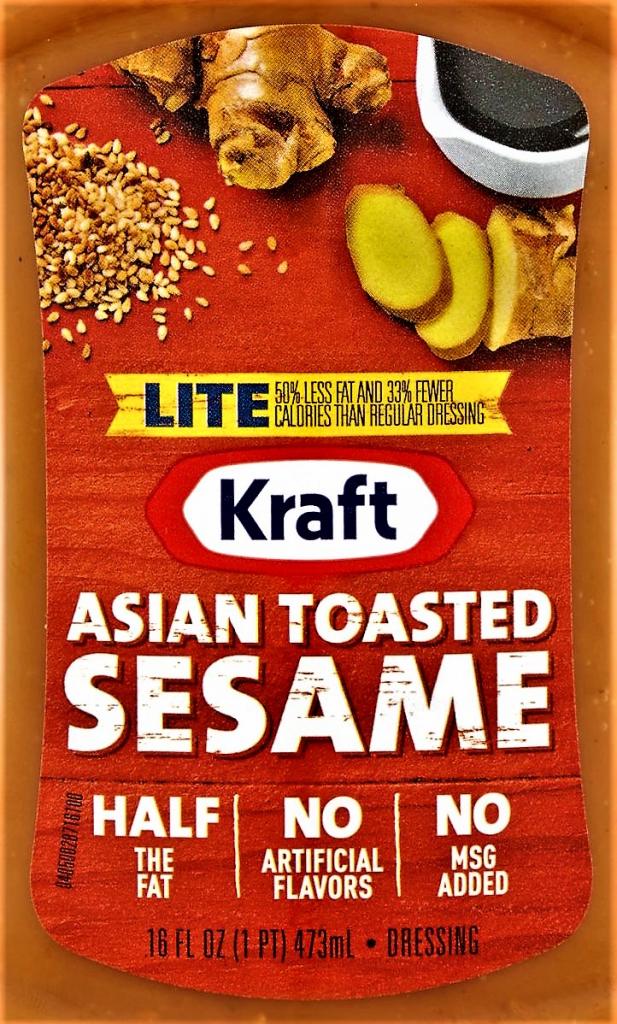 LITE
50% LESS FAT AND 33% FEWER
CALORIES THAN REGULAR DRESSING
Kraft
ASIAN TOASTED
SESAME
HALF
THE
FAT
NO
ARTIFICIAL
FLAVORS
NO
MSG
ADDED
16 FL OZ (1 PT) 473mL • DRESSING